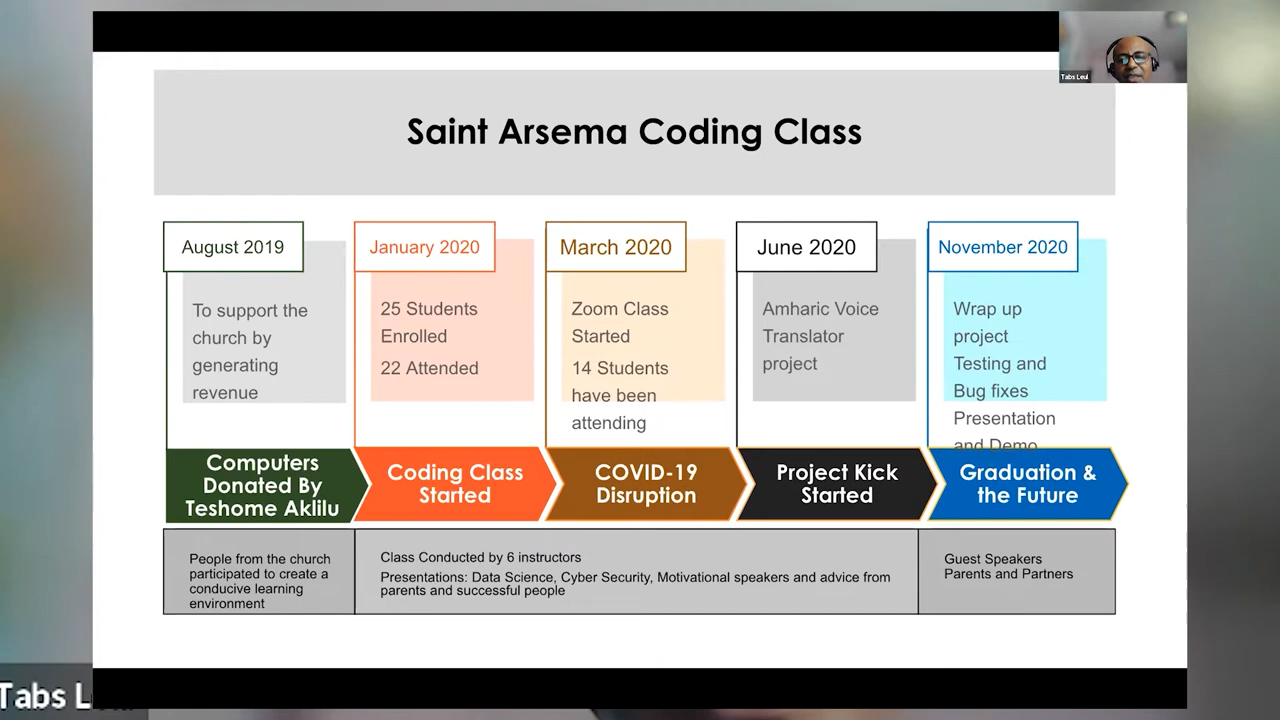 Tabs Leul
Saint Arsema Coding Class
August 2019
To support the
church by
generating
revenue
Computers
Donated By
Teshome Aklilu
January 2020
25 Students
Enrolled
22 Attended
Coding Class
Started
March 2020
Zoom Class
Started
14 Students
have been
attending
COVID-19
Disruption
June 2020
Amharic Voice
Translator
project
Project Kick
Started
November 2020
Wrap up
project
Testing and
Bug fixes
Presentation
and Demo
Graduation &
the Future
People from the church
participated to create a
conducive learning
environment
Class Conducted by 6 instructors
Presentations: Data Science, Cyber Security, Motivational speakers and advice from
parents and successful people
Guest Speakers
Parents and Partners
Tabs L